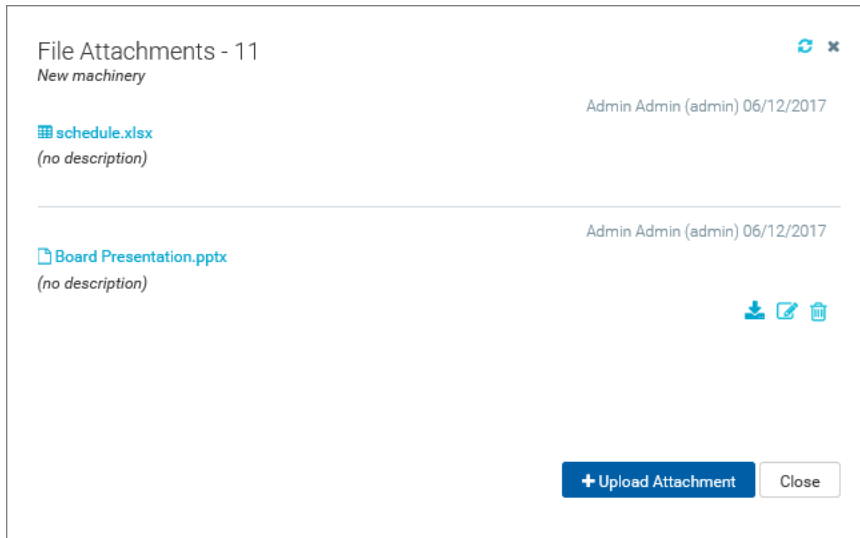 File Attachments - 11
New machinery
Admin Admin (admin) 06/12/2017
schedule.xlsx
(no description)
Admin Admin (admin) 06/12/2017
Board Presentation.pptx
(no description)
+ Upload Attachment
Close